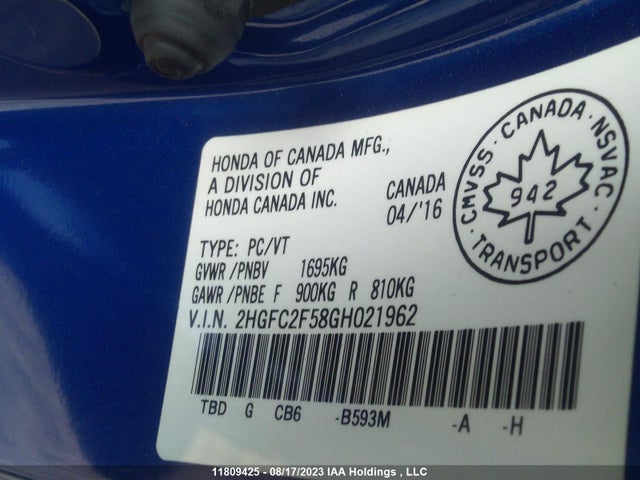 HONDA OF CANADA MFG.,
A DIVISION OF
HONDA CANADA INC.
CANADA
04/'16
CMVSS · CANADA · NSVAC · TRANSPORT ·
942
TYPE: PC/VT
GVWR/PNBV 1695KG
GAWR/PNBE F 900KG R 810KG
V.I.N. 2HGFC2F58GH021962
TBD G CB6 -B593M -A -H
11809425 - 08/17/2023 IAA Holdings , LLC